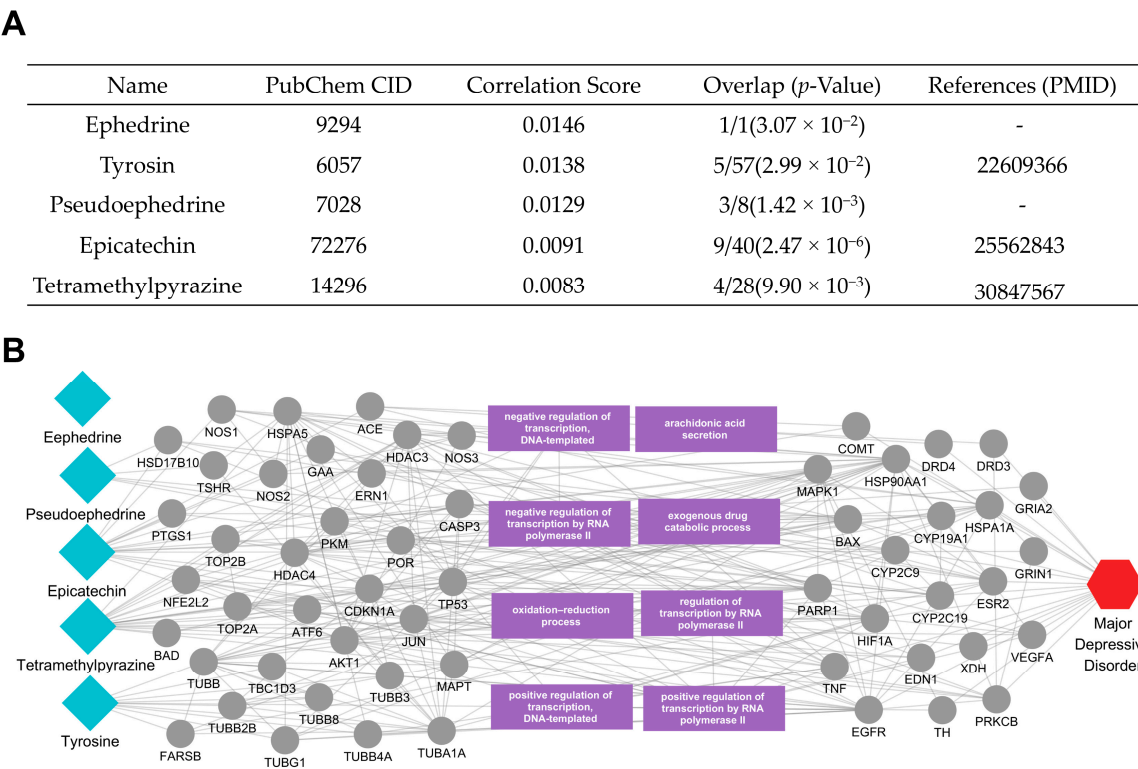 A
Name PubChem CID Correlation Score Overlap (p-Value) References (PMID)
Ephedrine 9294 0.0146 1/1(3.07 × 10⁻²) -
Tyrosin 6057 0.0138 5/57(2.99 × 10⁻²) 22609366
Pseudoephedrine 7028 0.0129 3/8(1.42 × 10⁻³) -
Epicatechin 72276 0.0091 9/40(2.47 × 10⁻⁶) 25562843
Tetramethylpyrazine 14296 0.0083 4/28(9.90 × 10⁻³) 30847567
B
Eephedrine
Pseudoephedrine
Epicatechin
Tetramethylpyrazine
Tyrosine
NOS1
HSPA5
ACE
HSD17B10
GAA
HDAC3
NOS3
TSHR
NOS2
ERN1
PTGS1
PKM
CASP3
TOP2B
HDAC4
POR
NFE2L2
CDKN1A
TP53
TOP2A
ATF6
JUN
BAD
AKT1
TUBB
TBC1D3
TUBB3
MAPT
TUBB2B
TUBB8
FARSB
TUBG1
TUBB4A
TUBA1A
negative regulation of
transcription,
DNA-templated
arachidonic acid
secretion
negative regulation of
transcription by RNA
polymerase II
exogenous drug
catabolic process
oxidation–reduction
process
regulation of
transcription by RNA
polymerase II
positive regulation of
transcription,
DNA-templated
positive regulation of
transcription by RNA
polymerase II
COMT
DRD4
DRD3
MAPK1
HSP90AA1
GRIA2
BAX
CYP19A1
HSPA1A
CYP2C9
GRIN1
PARP1
CYP2C19
ESR2
HIF1A
VEGFA
TNF
EDN1
XDH
EGFR
TH
PRKCB
Major
Depressiv
Disorder